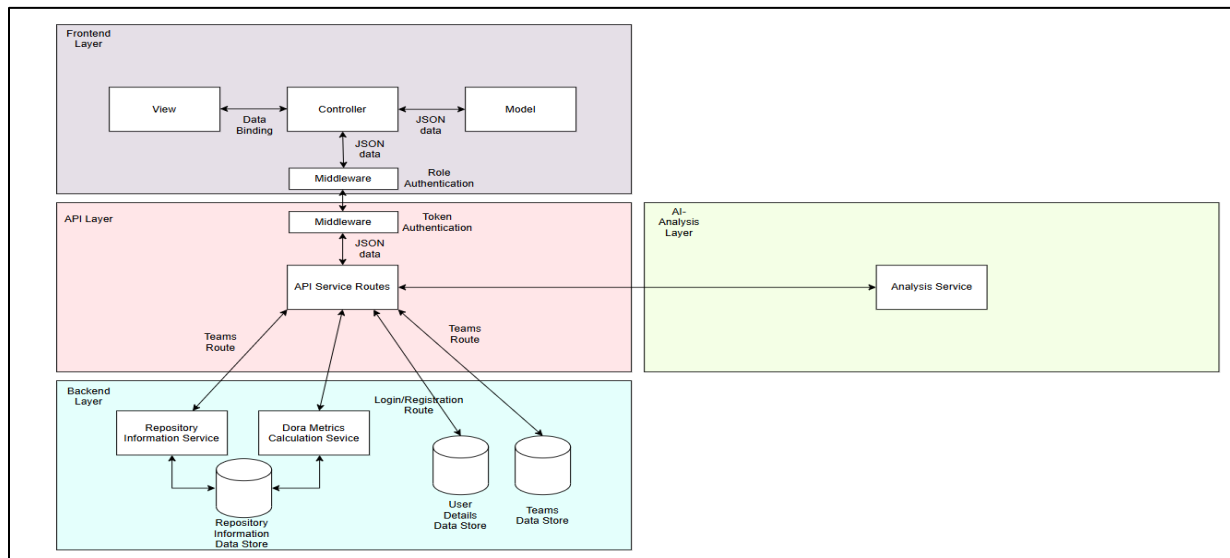 Frontend
Layer
View
Controller
Model
Data
Binding
JSON
data
JSON
data
Middleware
Role
Authentication
API Layer
Middleware
Token
Authentication
JSON
data
API Service Routes
Teams
Route
Teams
Route
AI-
Analysis
Layer
Analysis Service
Backend
Layer
Login/Registration
Route
Repository
Information Service
Dora Metrics
Calculation Sevice
User
Details
Data Store
Teams
Data Store
Repository
Information
Data Store